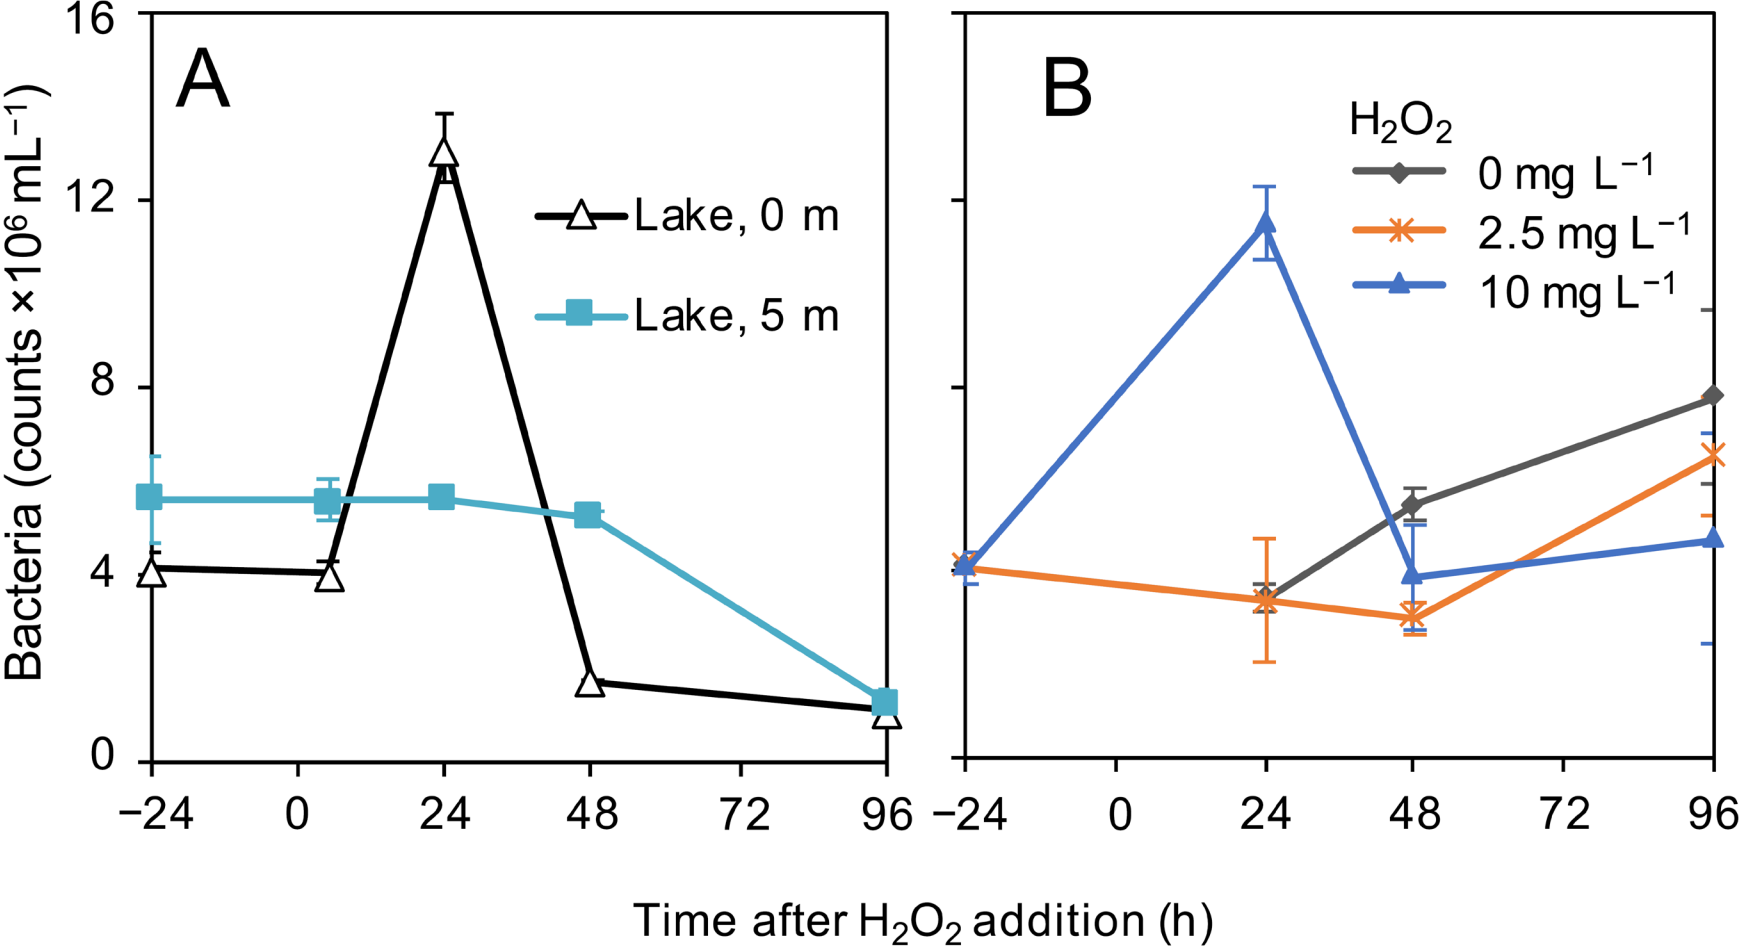 Bacteria (counts ×10⁶ mL⁻¹)
16
12
8
4
0
A
Lake, 0 m
Lake, 5 m
−24 0 24 48 72 96
B
H₂O₂
0 mg L⁻¹
2.5 mg L⁻¹
10 mg L⁻¹
−24 0 24 48 72 96
Time after H₂O₂ addition (h)